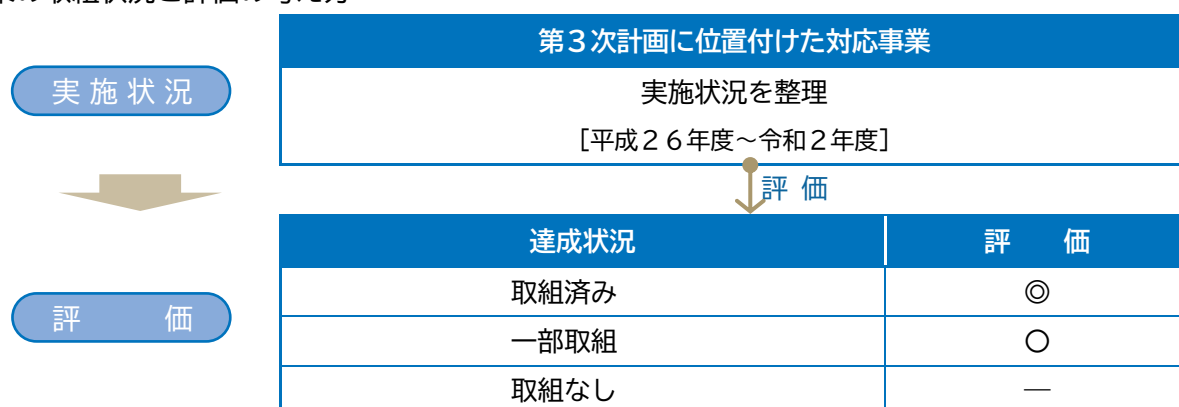 第３次計画に位置付けた対応事業
実施状況
実施状況を整理
［平成２６年度～令和２年度］
評 価
達成状況
評　　価
取組済み
◎
評　　価
一部取組
○
取組なし
―